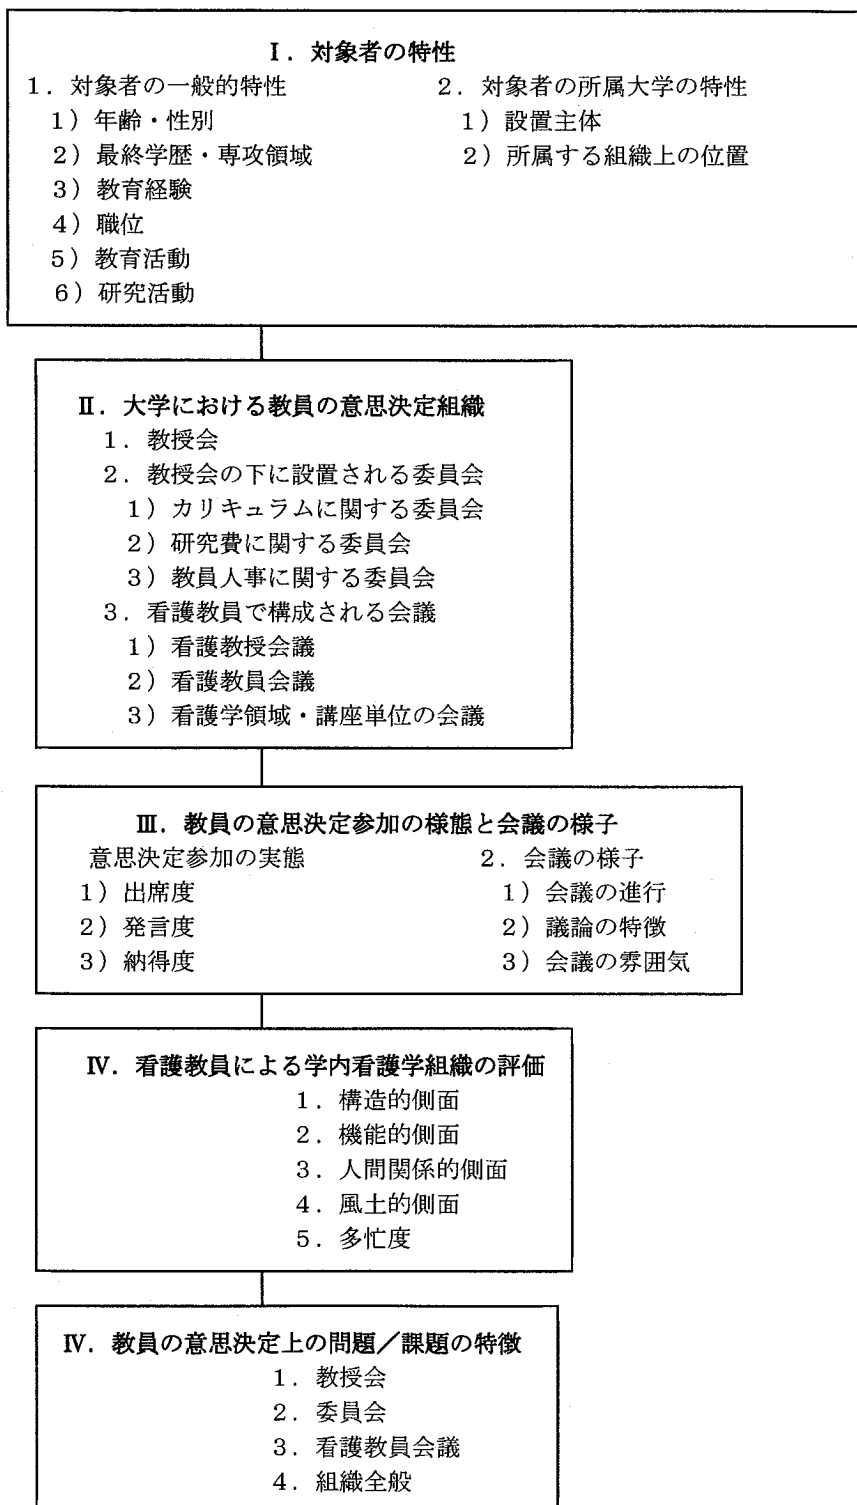 Ⅰ．対象者の特性
1．対象者の一般的特性
1）年齢・性別
2）最終学歴・専攻領域
3）教育経験
4）職位
5）教育活動
6）研究活動
2．対象者の所属大学の特性
1）設置主体
2）所属する組織上の位置
Ⅱ．大学における教員の意思決定組織
1．教授会
2．教授会の下に設置される委員会
1）カリキュラムに関する委員会
2）研究費に関する委員会
3）教員人事に関する委員会
3．看護教員で構成される会議
1）看護教授会議
2）看護教員会議
3）看護学領域・講座単位の会議
Ⅲ．教員の意思決定参加の様態と会議の様子
意思決定参加の実態
1）出席度
2）発言度
3）納得度
2．会議の様子
1）会議の進行
2）議論の特徴
3）会議の雰囲気
Ⅳ．看護教員による学内看護学組織の評価
1．構造的側面
2．機能的側面
3．人間関係的側面
4．風土的側面
5．多忙度
Ⅳ．教員の意思決定上の問題／課題の特徴
1．教授会
2．委員会
3．看護教員会議
4．組織全般